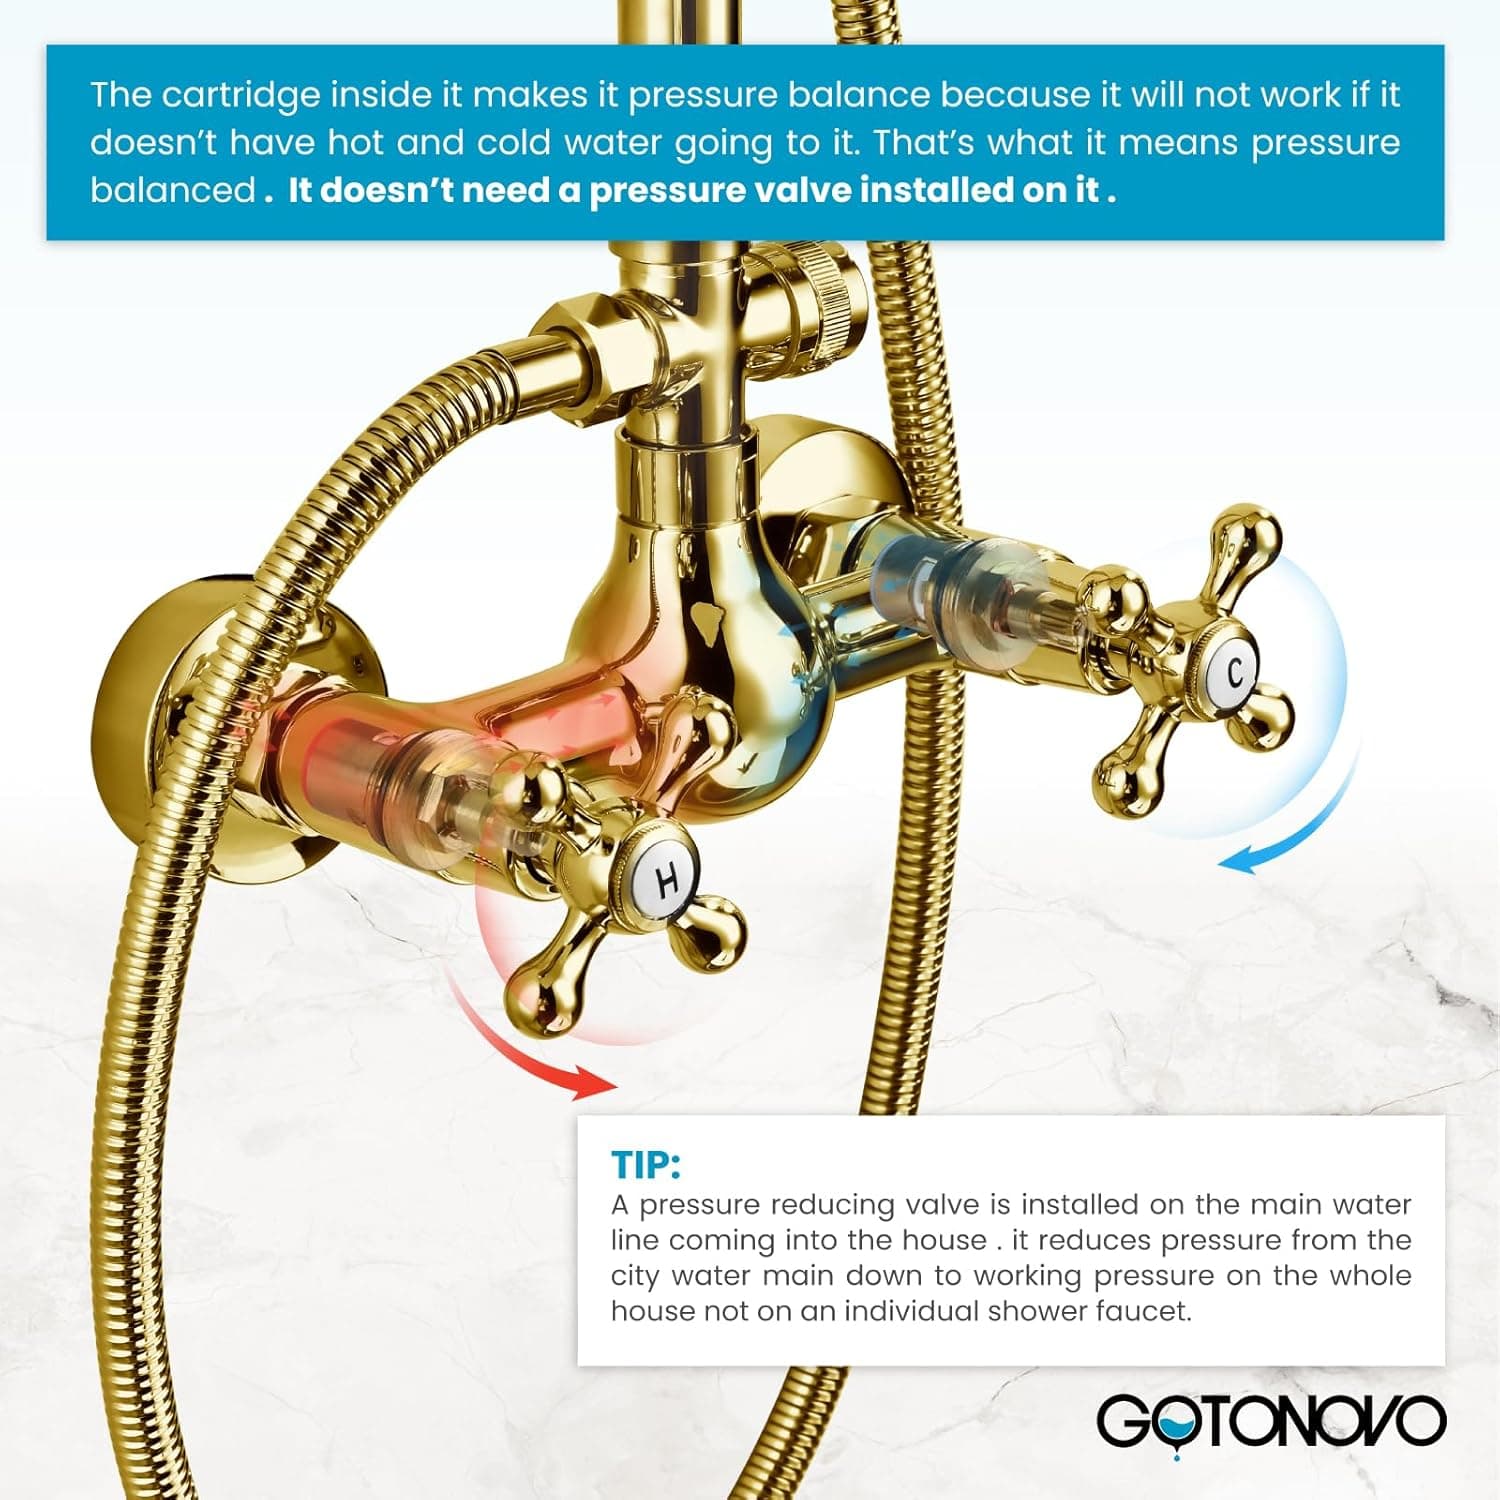 The cartridge inside it makes it pressure balance because it will not work if it
doesn’t have hot and cold water going to it. That’s what it means pressure
balanced . It doesn’t need a pressure valve installed on it .
C
H
TIP:
A pressure reducing valve is installed on the main water
line coming into the house . it reduces pressure from the
city water main down to working pressure on the whole
house not on an individual shower faucet.
GOTONOVO